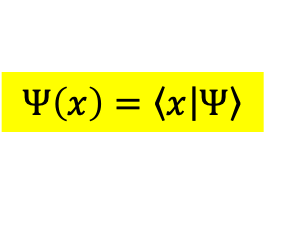 Ψ(x) = ⟨x|Ψ⟩